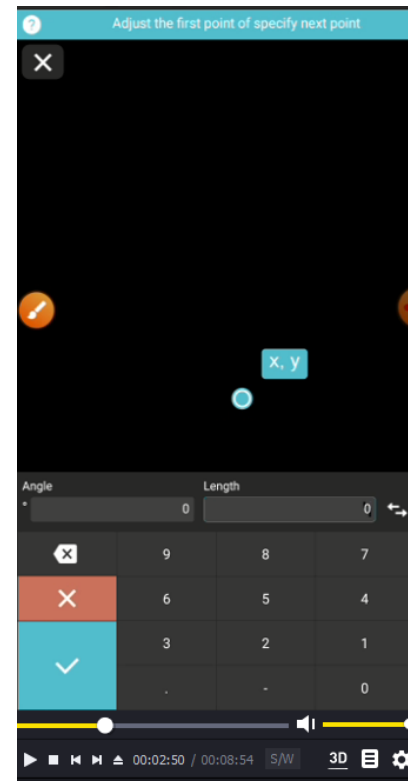 ? Adjust the first point of specify next point
x, y
Angle Length
° 0 0
9 8 7
6 5 4
3 2 1
. - 0
00:02:50 / 00:08:54 S/W 3D